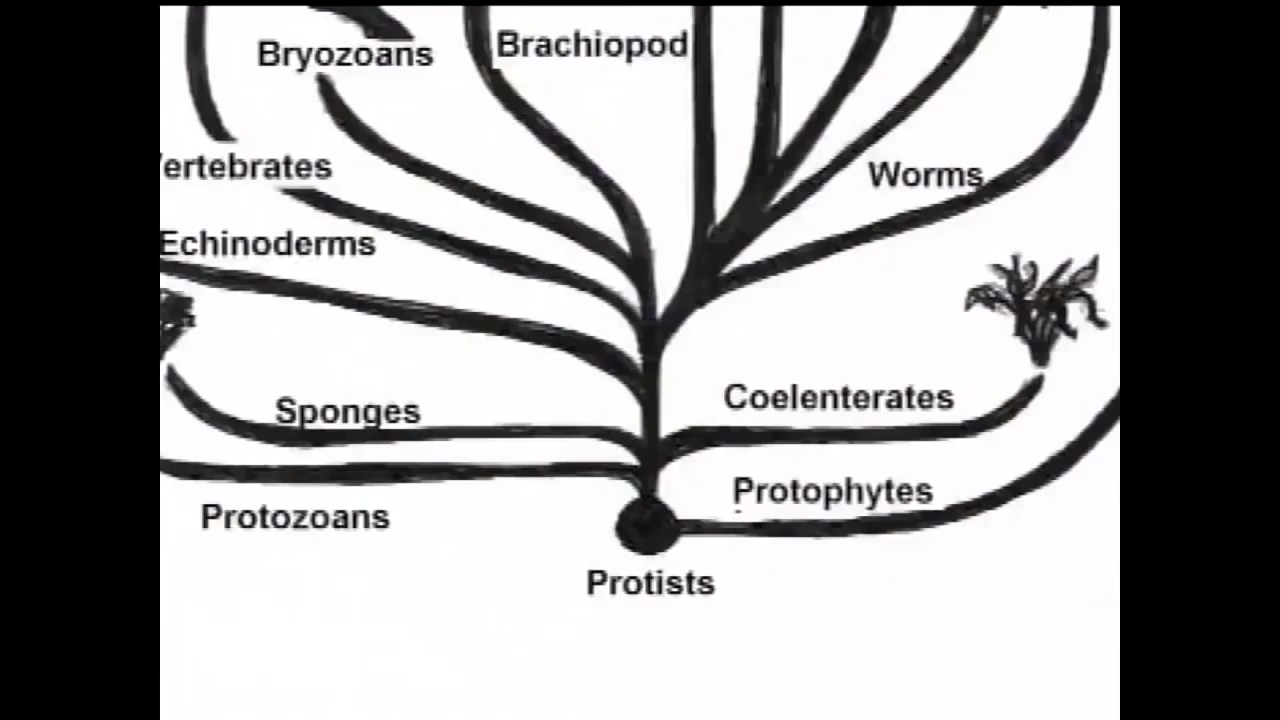 Bryozoans
Brachiopod
ertebrates
Worms
Echinoderms
Sponges
Coelenterates
Protophytes
Protozoans
Protists